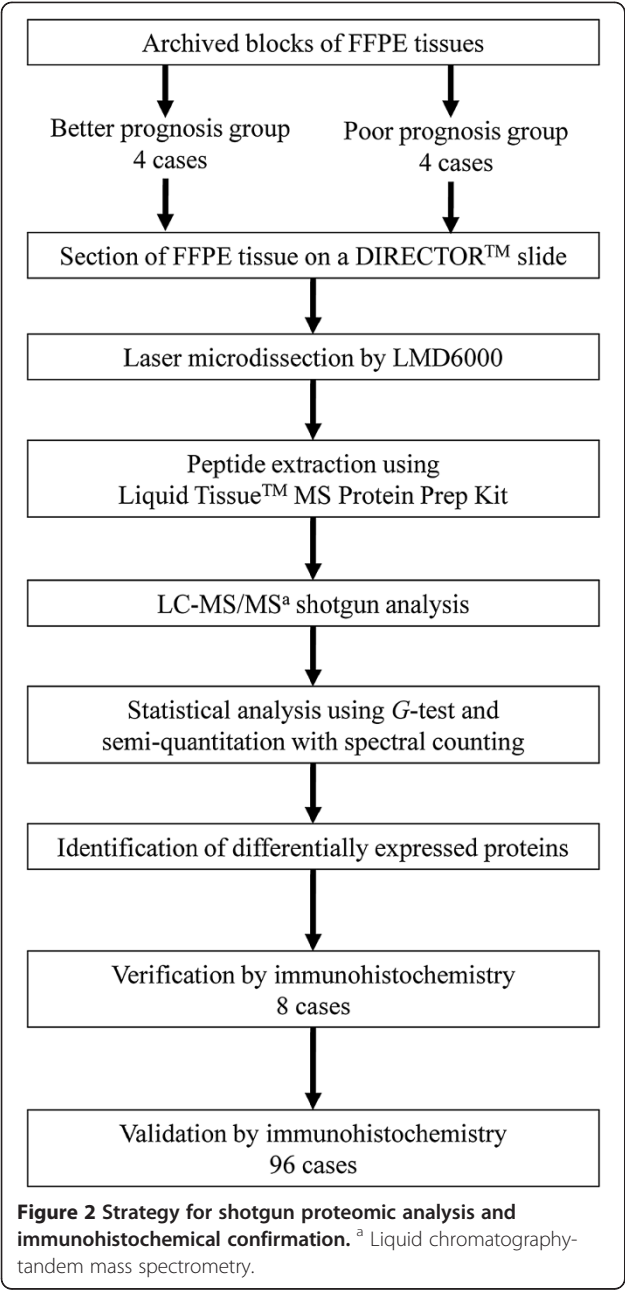 Archived blocks of FFPE tissues
Better prognosis group
4 cases
Poor prognosis group
4 cases
Section of FFPE tissue on a DIRECTOR™ slide
Laser microdissection by LMD6000
Peptide extraction using
Liquid Tissue™ MS Protein Prep Kit
LC-MS/MSᵃ shotgun analysis
Statistical analysis using G-test and
semi-quantitation with spectral counting
Identification of differentially expressed proteins
Verification by immunohistochemistry
8 cases
Validation by immunohistochemistry
96 cases
Figure 2 Strategy for shotgun proteomic analysis and
immunohistochemical confirmation. ᵃ Liquid chromatography-
tandem mass spectrometry.